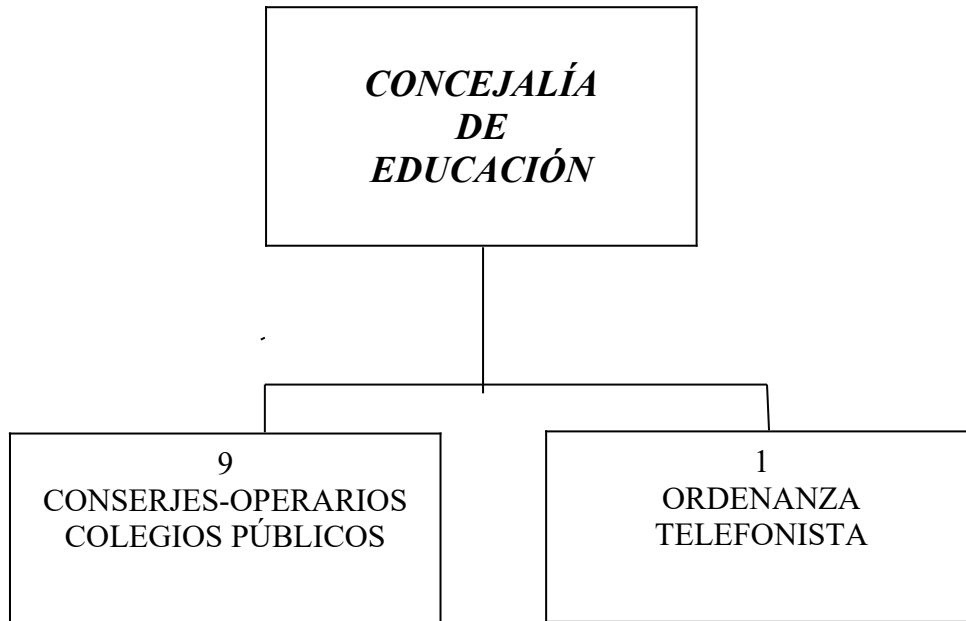 CONCEJALÍA
DE
EDUCACIÓN
9
CONSERJES-OPERARIOS
COLEGIOS PÚBLICOS
1
ORDENANZA
TELEFONISTA